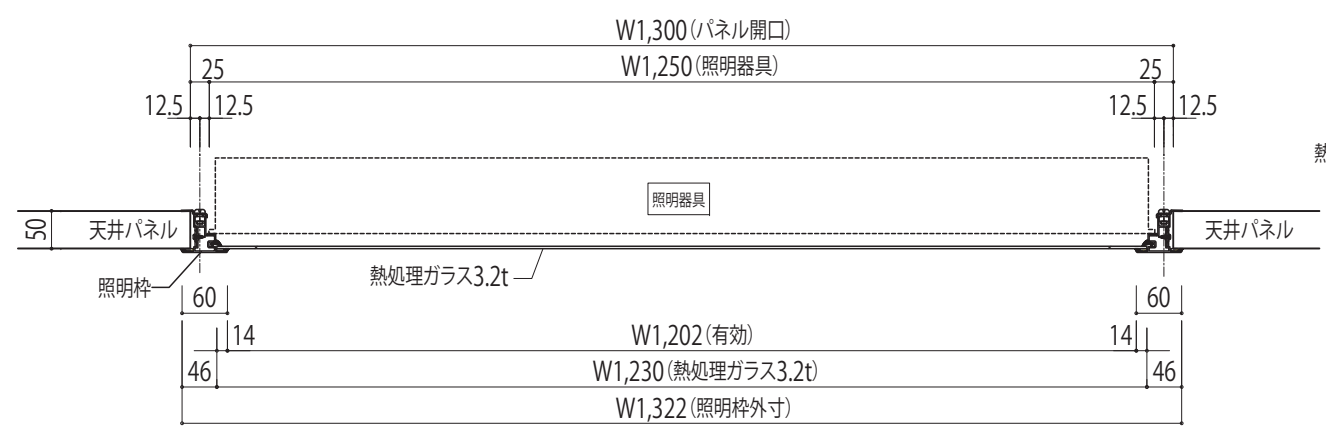 W1,300(パネル開口)
25 W1,250(照明器具) 25
12.5 12.5 12.5 12.5
照明器具
50 天井パネル 天井パネル
照明枠 熱処理ガラス3.2t
60 60
14 W1,202(有効) 14
46 W1,230(熱処理ガラス3.2t) 46
W1,322(照明枠外寸)